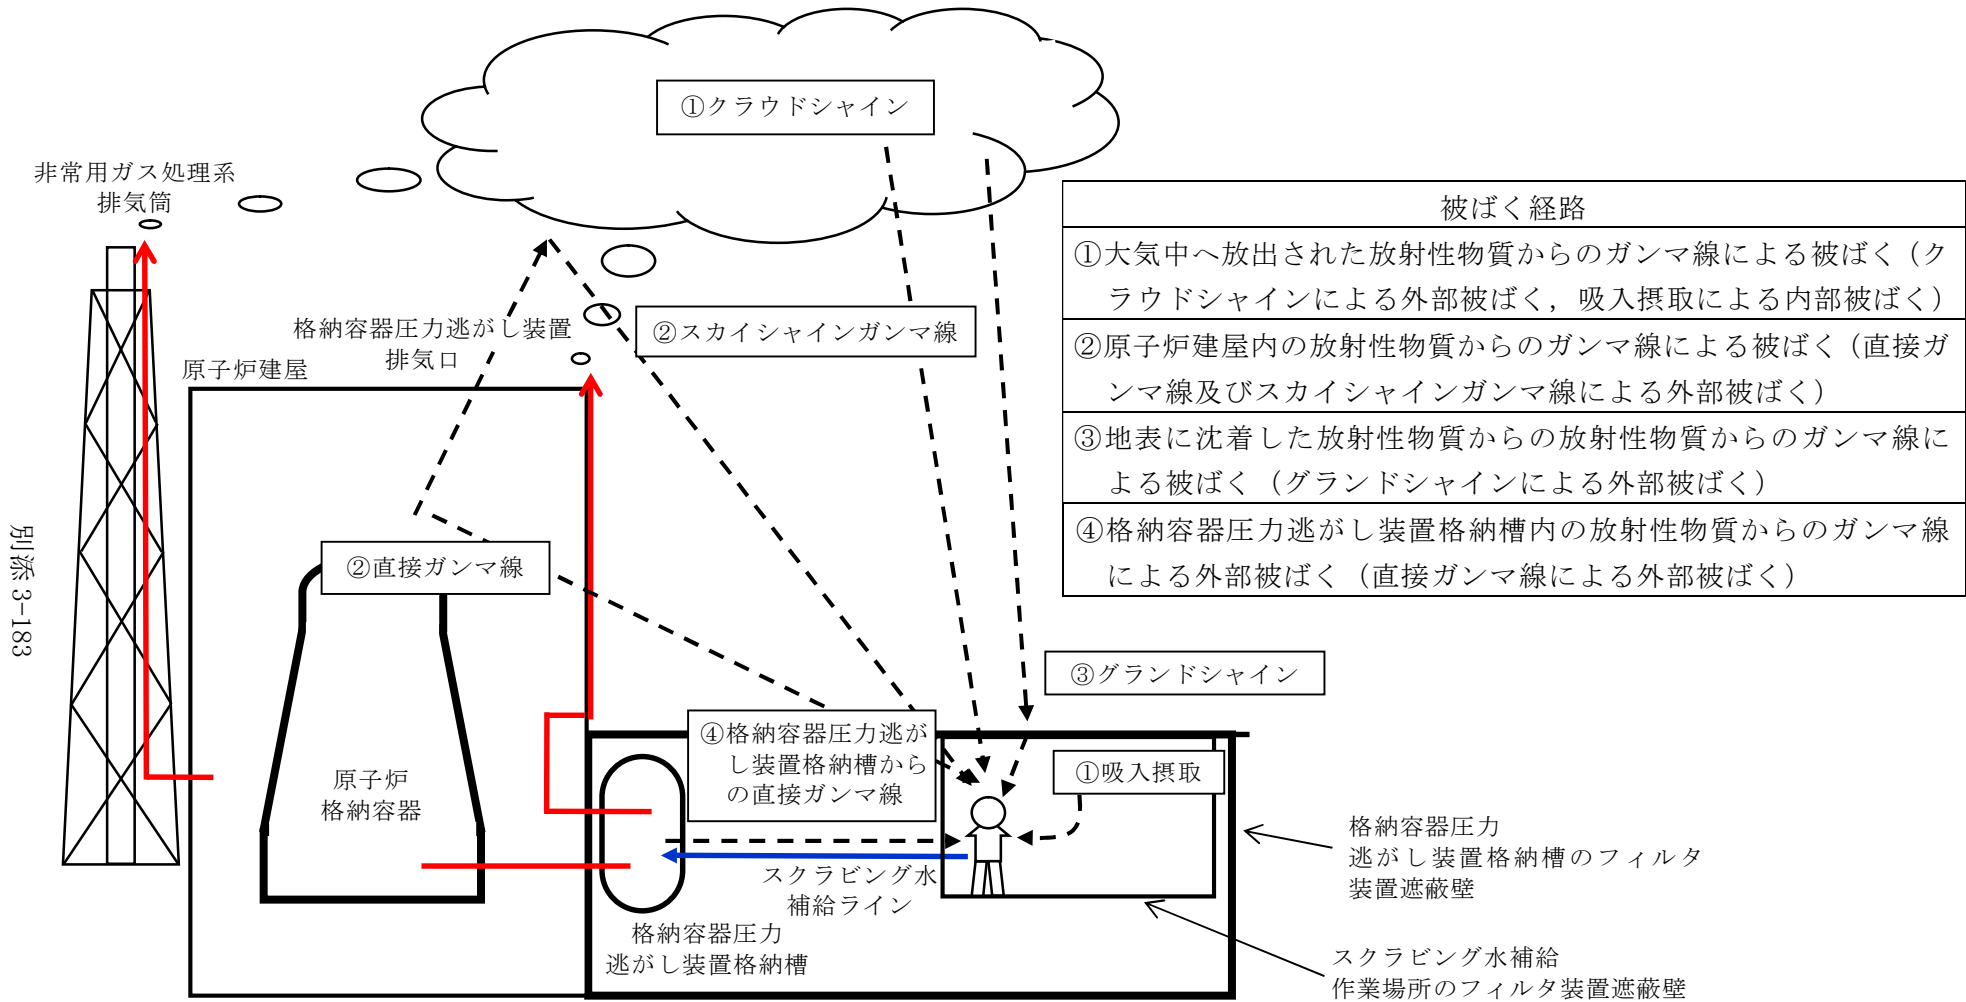 ①クラウドシャイン
非常用ガス処理系
排気筒
被ばく経路
①大気中へ放出された放射性物質からのガンマ線による被ばく（ク
ラウドシャインによる外部被ばく，吸入摂取による内部被ばく）
②原子炉建屋内の放射性物質からのガンマ線による被ばく（直接ガ
ンマ線及びスカイシャインガンマ線による外部被ばく）
③地表に沈着した放射性物質からの放射性物質からのガンマ線に
よる被ばく（グランドシャインによる外部被ばく）
④格納容器圧力逃がし装置格納槽内の放射性物質からのガンマ線
による外部被ばく（直接ガンマ線による外部被ばく）
格納容器圧力逃がし装置
排気口
②スカイシャインガンマ線
原子炉建屋
②直接ガンマ線
別添 3-183
③グランドシャイン
④格納容器圧力逃が
し装置格納槽から
の直接ガンマ線
①吸入摂取
原子炉
格納容器
スクラビング水
補給ライン
格納容器圧力
逃がし装置格納槽
格納容器圧力
逃がし装置格納槽のフィルタ
装置遮蔽壁
スクラビング水補給
作業場所のフィルタ装置遮蔽壁